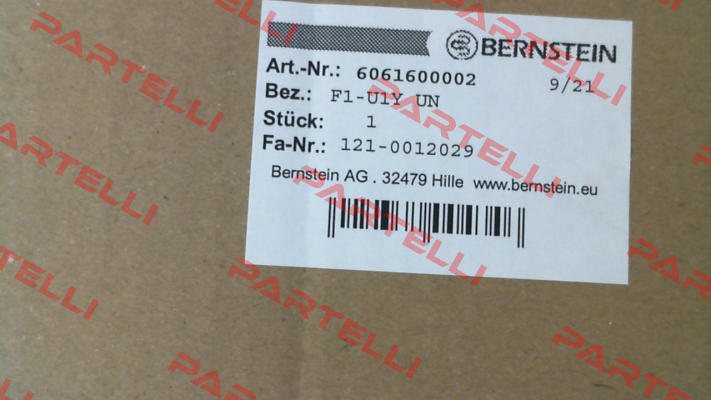 BERNSTEIN
Art.-Nr.: 6061600002 9/21
Bez.: F1-U1Y UN
Stück: 1
Fa-Nr.: 121-0012029
Bernstein AG . 32479 Hille www.bernstein.eu
PARTELLI
PARTELLI
PARTELLI
PARTELLI
PARTELLI
PARTELLI
PARTELLI
PARTELLI
PARTELLI